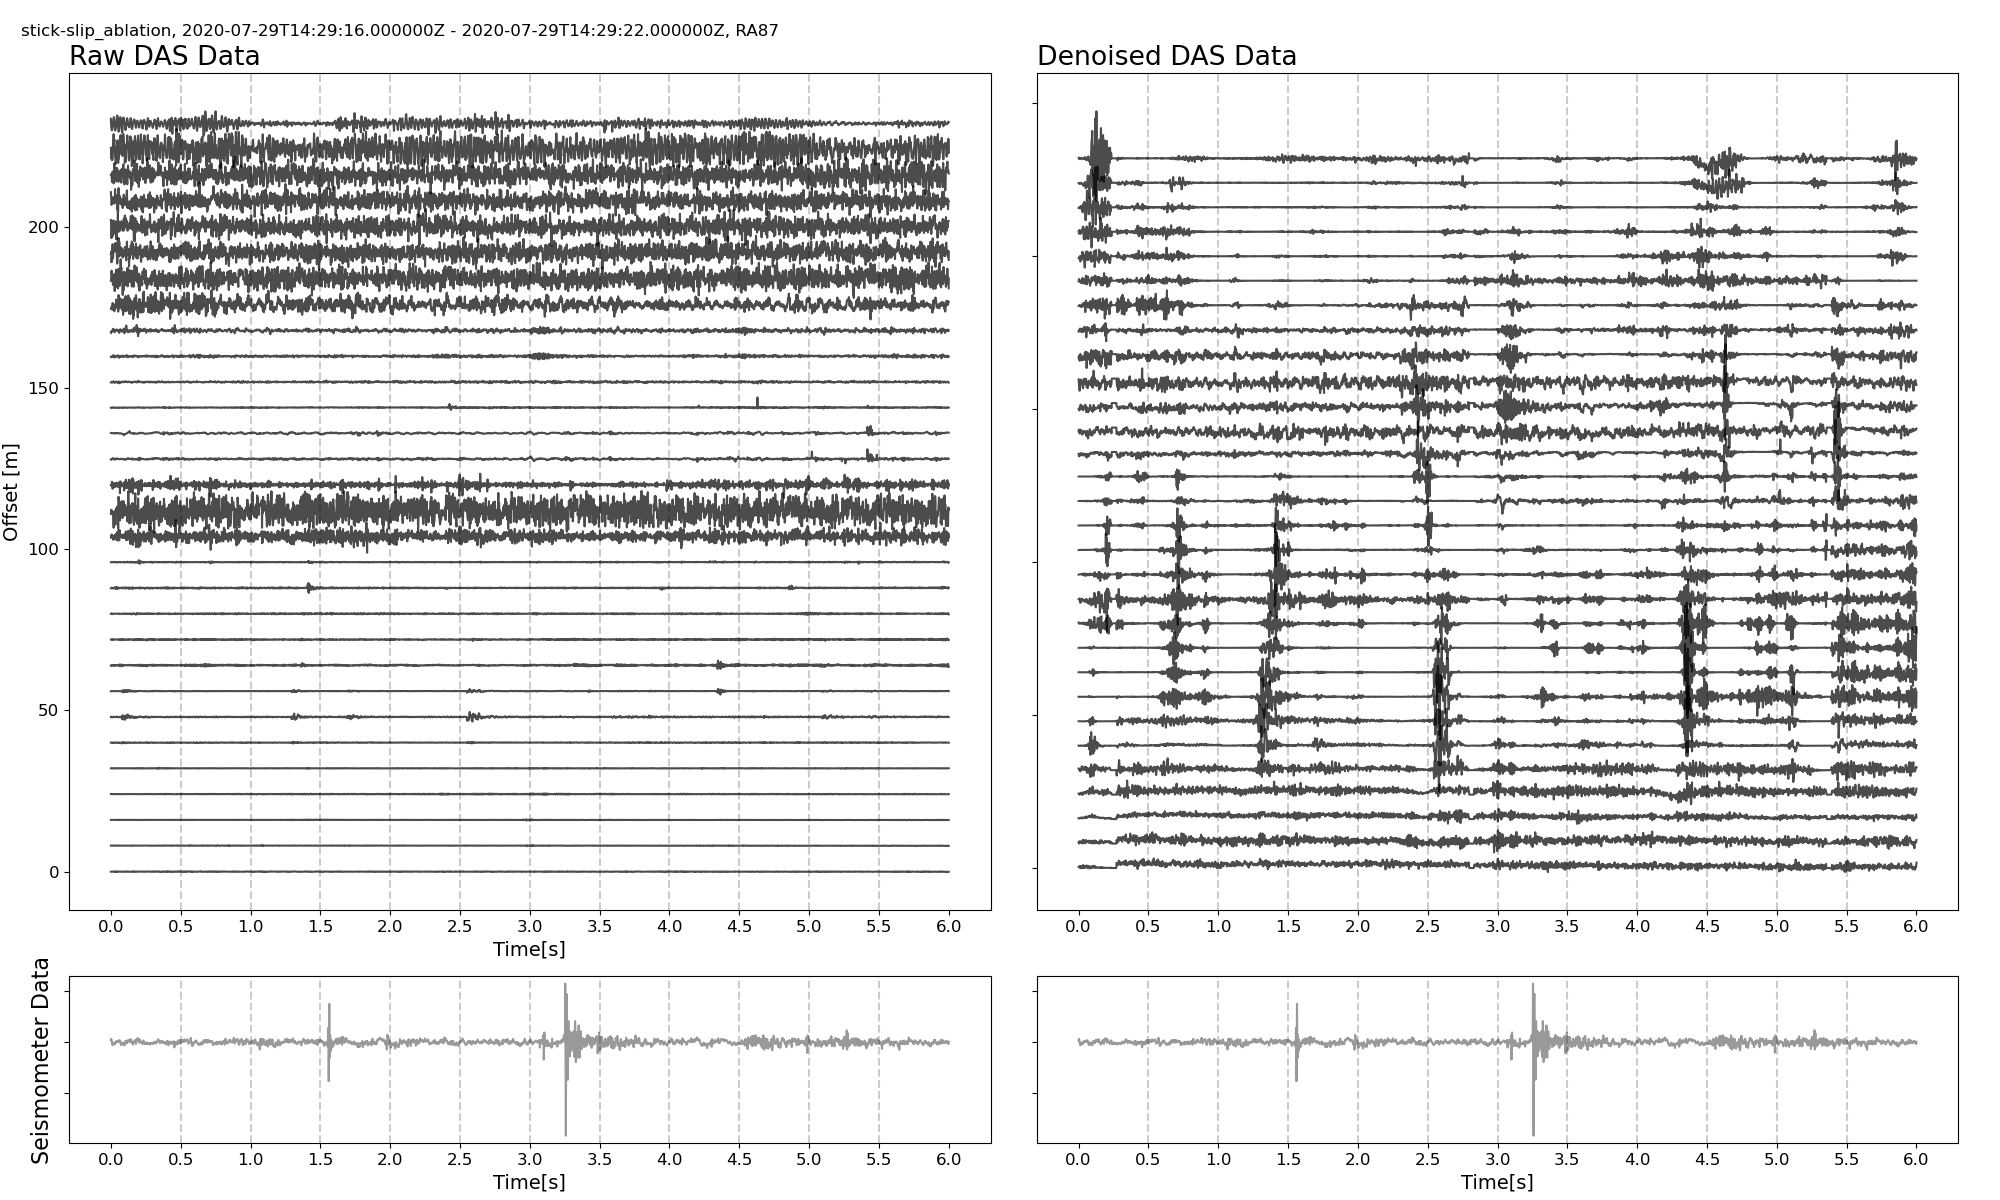 stick-slip_ablation, 2020-07-29T14:29:16.000000Z - 2020-07-29T14:29:22.000000Z, RA87
Raw DAS Data
Denoised DAS Data
Offset [m]
200
150
100
50
0
0.0 0.5 1.0 1.5 2.0 2.5 3.0 3.5 4.0 4.5 5.0 5.5 6.0
Time[s]
0.0 0.5 1.0 1.5 2.0 2.5 3.0 3.5 4.0 4.5 5.0 5.5 6.0
Seismometer Data
0.0 0.5 1.0 1.5 2.0 2.5 3.0 3.5 4.0 4.5 5.0 5.5 6.0
Time[s]
0.0 0.5 1.0 1.5 2.0 2.5 3.0 3.5 4.0 4.5 5.0 5.5 6.0
Time[s]